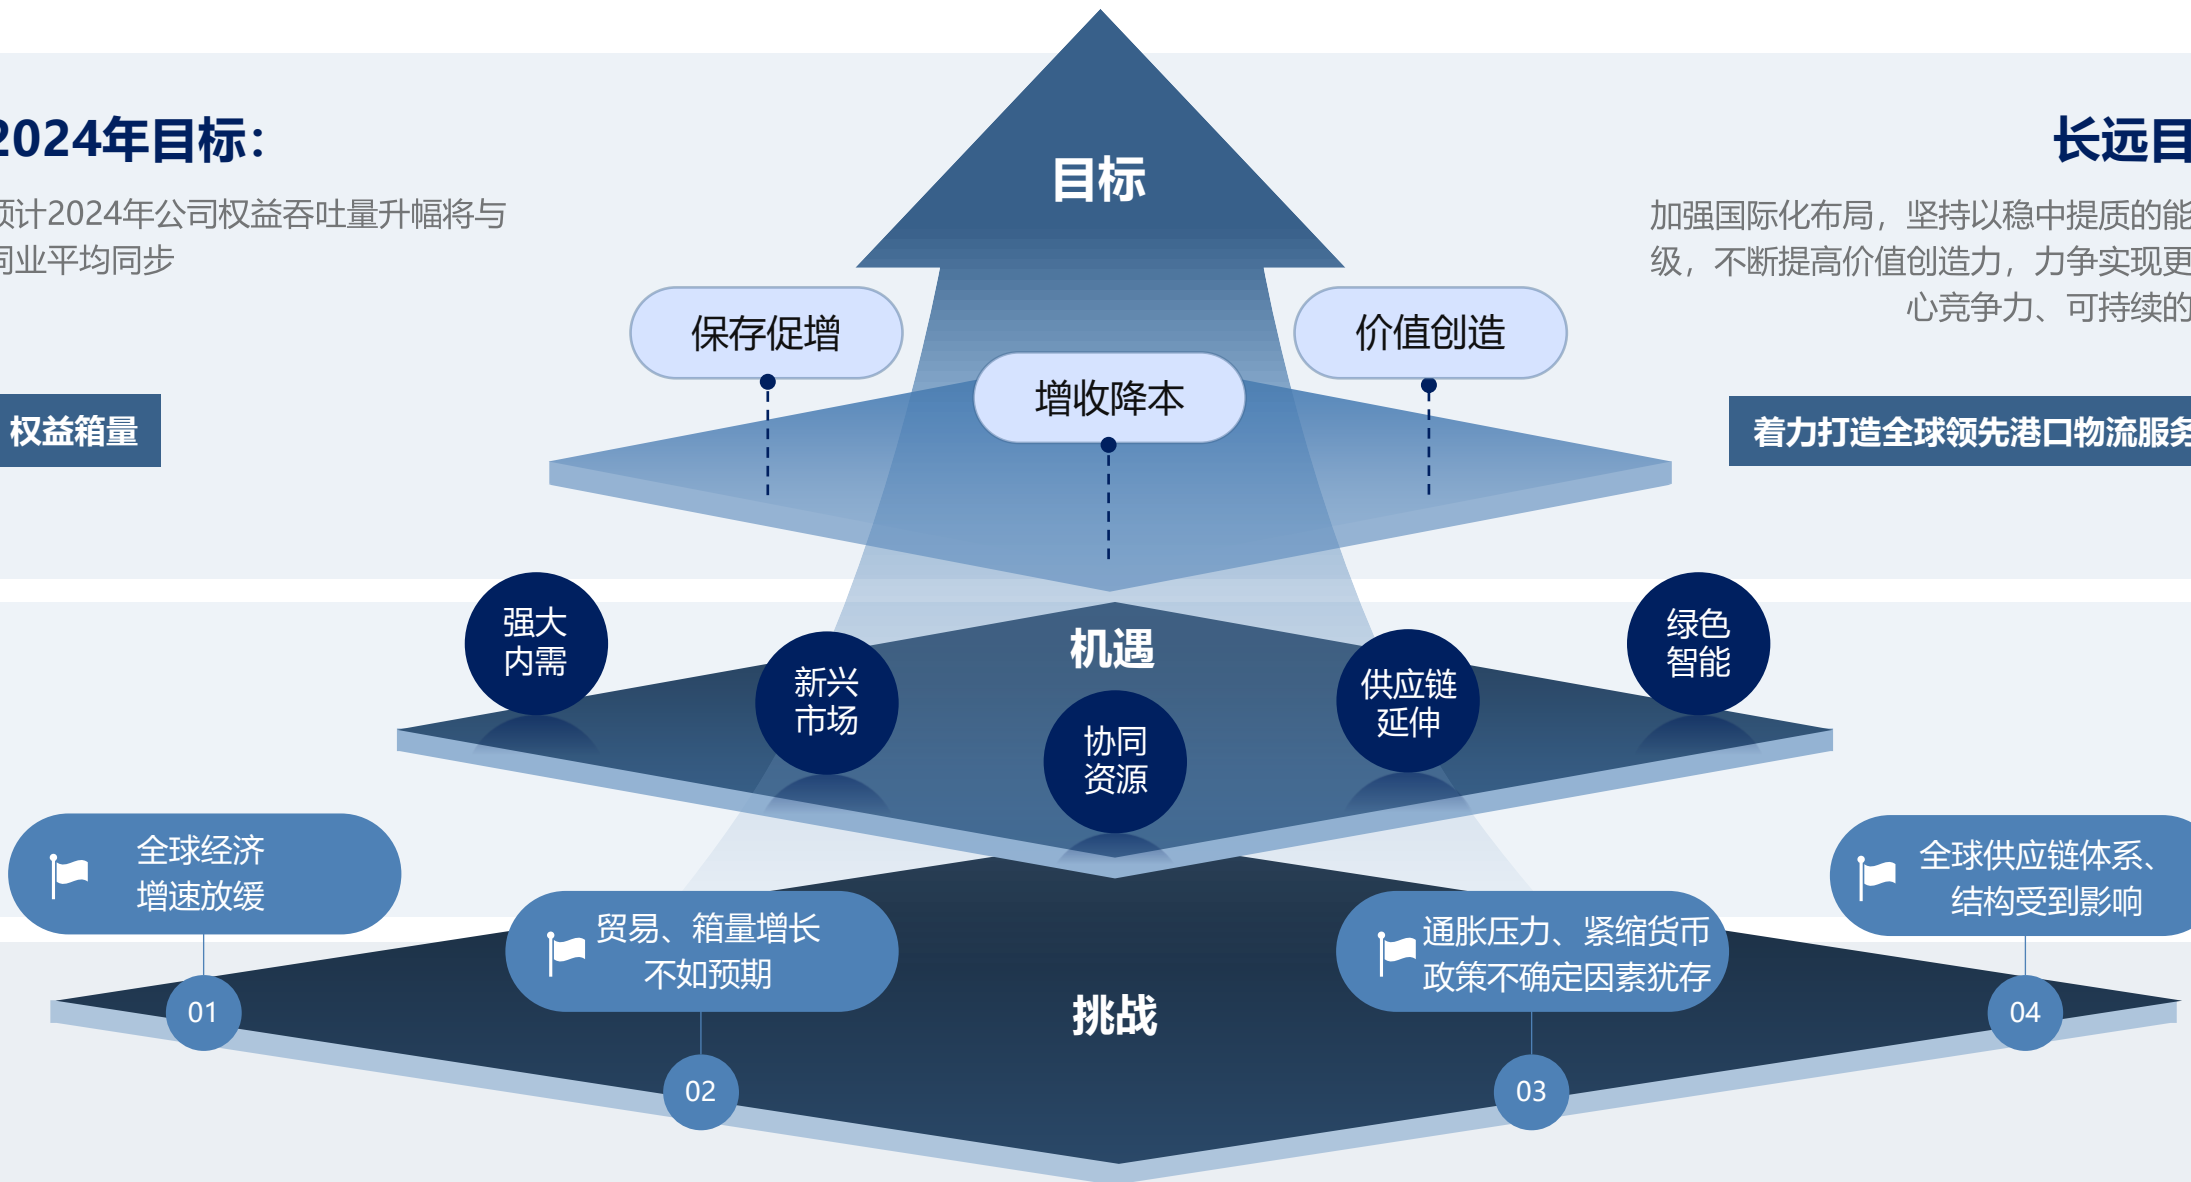 2024年目标：
预计2024年公司权益吞吐量升幅将与
同业平均同步
权益箱量
目标
长远目
加强国际化布局，坚持以稳中提质的能
级，不断提高价值创造力，力争实现更
心竞争力、可持续的
着力打造全球领先港口物流服务
保存促增
增收降本
价值创造
机遇
强大
内需
新兴
市场
协同
资源
供应链
延伸
绿色
智能
挑战
全球经济
增速放缓
01
贸易、箱量增长
不如预期
02
通胀压力、紧缩货币
政策不确定因素犹存
03
全球供应链体系、
结构受到影响
04